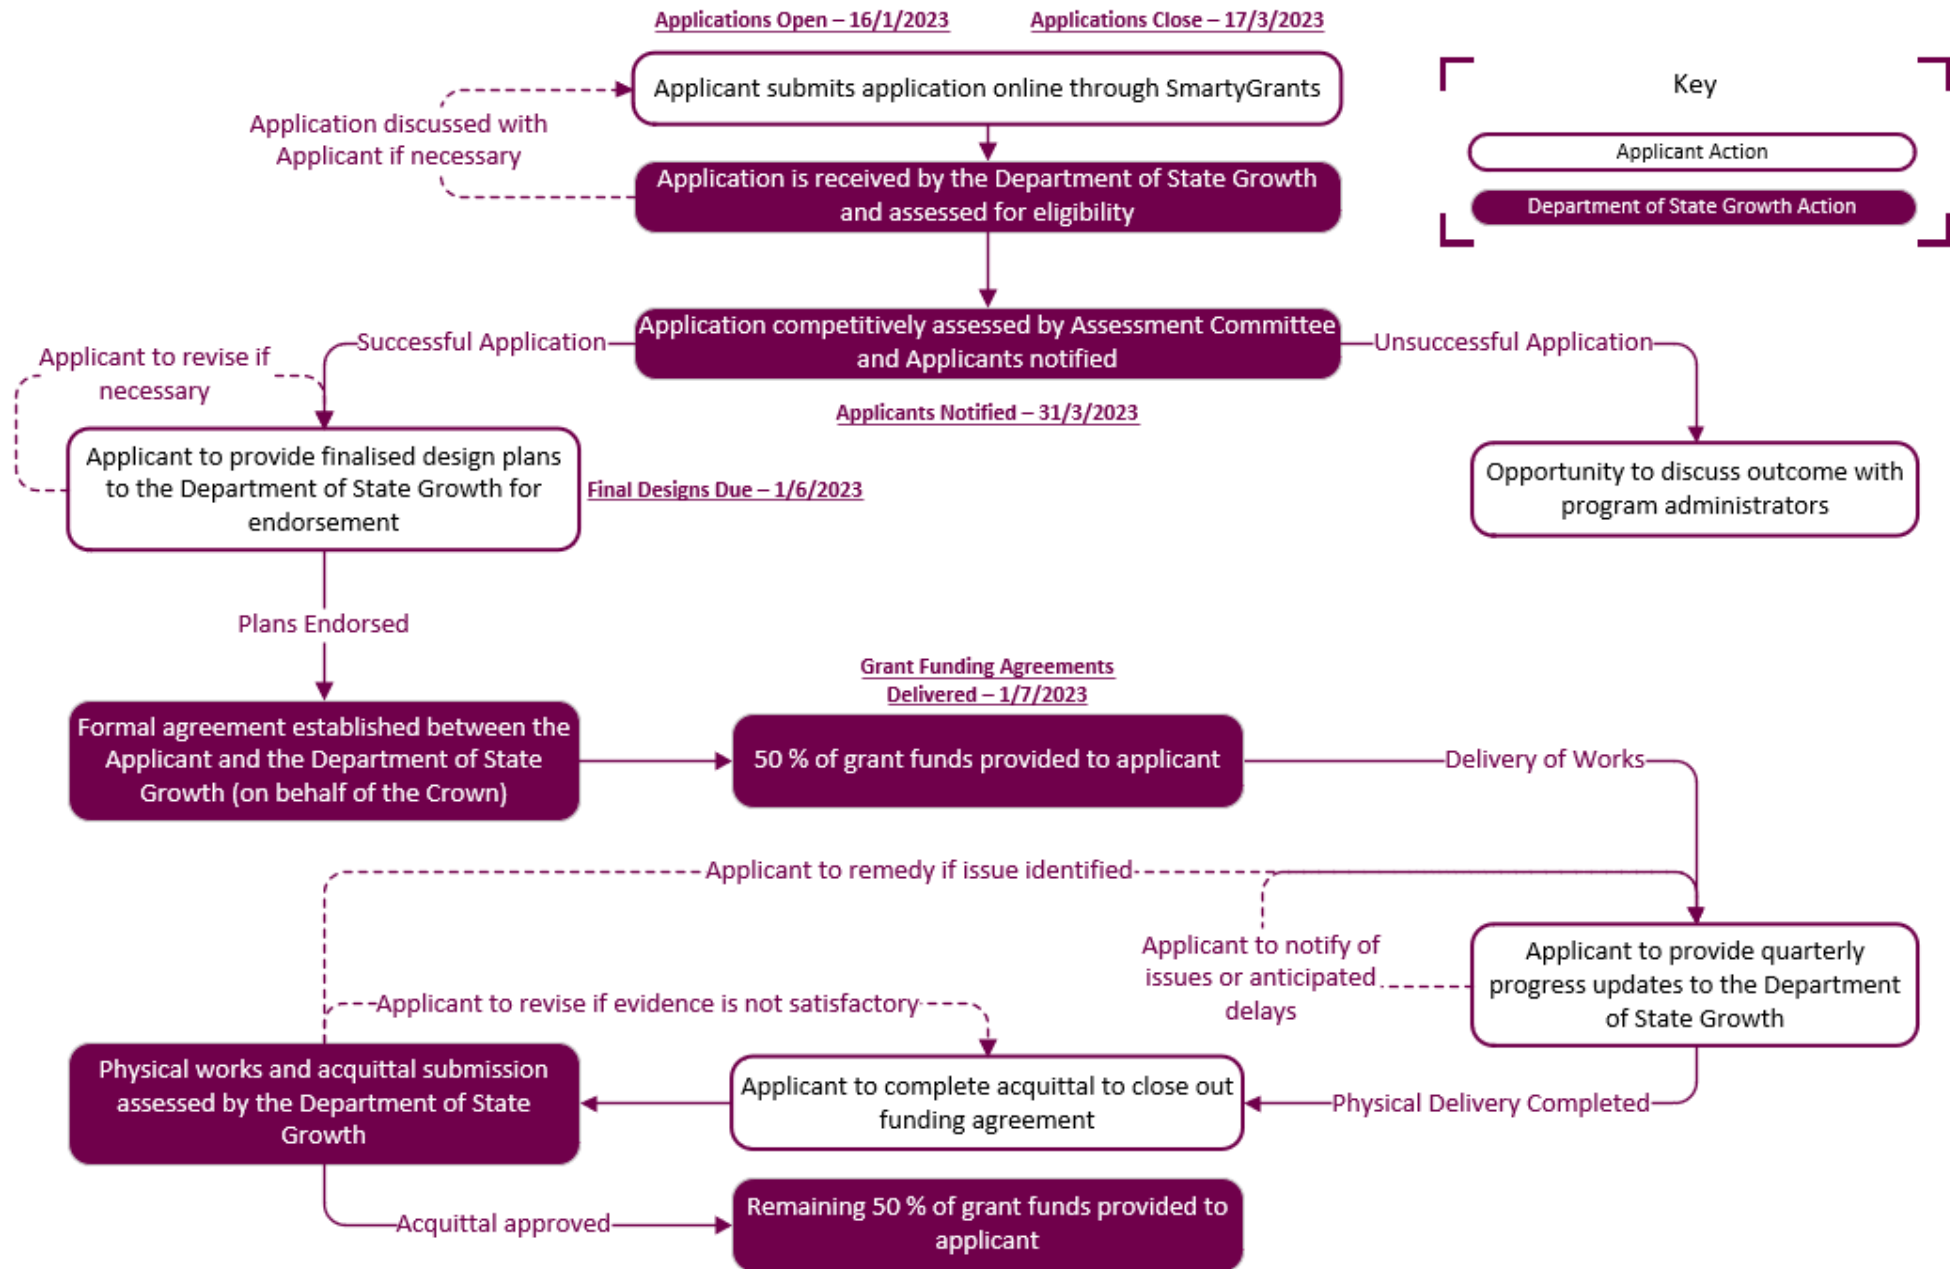 Applications Open – 16/1/2023
Applications Close – 17/3/2023
Applicant submits application online through SmartyGrants
Key
Applicant Action
Department of State Growth Action
Application discussed with
Applicant if necessary
Application is received by the Department of State Growth
and assessed for eligibility
Application competitively assessed by Assessment Committee
and Applicants notified
Successful Application
Unsuccessful Application
Applicant to revise if
necessary
Applicants Notified – 31/3/2023
Applicant to provide finalised design plans
to the Department of State Growth for
endorsement
Final Designs Due – 1/6/2023
Opportunity to discuss outcome with
program administrators
Plans Endorsed
Grant Funding Agreements
Delivered – 1/7/2023
Formal agreement established between the
Applicant and the Department of State
Growth (on behalf of the Crown)
50 % of grant funds provided to applicant
Delivery of Works
Applicant to remedy if issue identified
Applicant to notify of
issues or anticipated
delays
Applicant to provide quarterly
progress updates to the Department
of State Growth
Applicant to revise if evidence is not satisfactory
Physical works and acquittal submission
assessed by the Department of State
Growth
Applicant to complete acquittal to close out
funding agreement
Physical Delivery Completed
Acquittal approved
Remaining 50 % of grant funds provided to
applicant